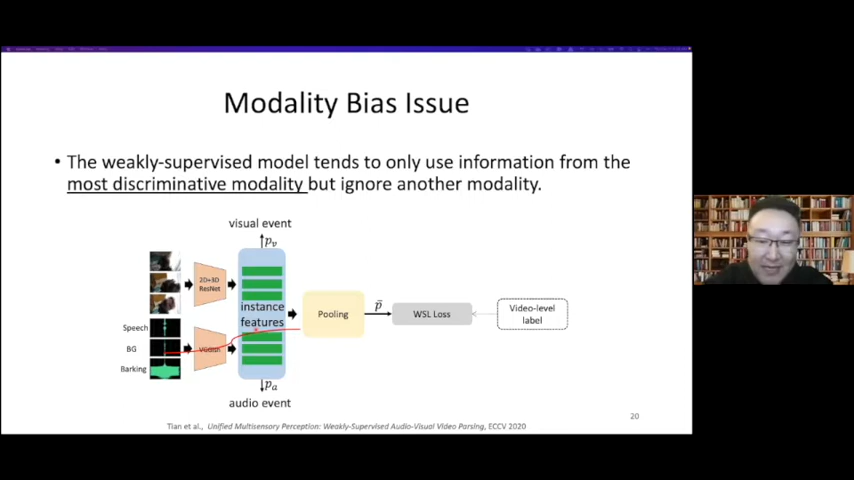 Modality Bias Issue
• The weakly-supervised model tends to only use information from the
most discriminative modality but ignore another modality.
visual event
pᵥ
2D+3D
ResNet
instance
features
Pooling
p̄
WSL Loss
Video-level
label
Speech
BG
Barking
VGGish
pₐ
audio event
20
Tian et al., Unified Multisensory Perception: Weakly-Supervised Audio-Visual Video Parsing, ECCV 2020